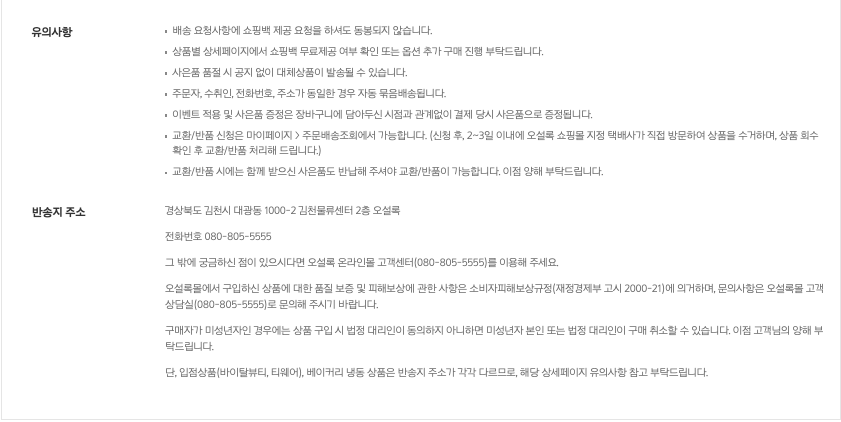 유의사항
배송 요청사항에 쇼핑백 제공 요청을 하셔도 동봉되지 않습니다.
상품별 상세페이지에서 쇼핑백 무료제공 여부 확인 또는 옵션 추가 구매 진행 부탁드립니다.
사은품 품절 시 공지 없이 대체상품이 발송될 수 있습니다.
주문자, 수취인, 전화번호, 주소가 동일한 경우 자동 묶음배송됩니다.
이벤트 적용 및 사은품 증정은 장바구니에 담아두신 시점과 관계없이 결제 당시 사은품으로 증정됩니다.
교환/반품 신청은 마이페이지 > 주문배송조회에서 가능합니다. (신청 후, 2~3일 이내에 오설록 쇼핑몰 지정 택배사가 직접 방문하여 상품을 수거하며, 상품 회수
확인 후 교환/반품 처리해 드립니다.)
교환/반품 시에는 함께 받으신 사은품도 반납해 주셔야 교환/반품이 가능합니다. 이점 양해 부탁드립니다.
반송지 주소
경상북도 김천시 대광동 1000-2 김천물류센터 2층 오설록
전화번호 080-805-5555
그 밖에 궁금하신 점이 있으시다면 오설록 온라인몰 고객센터(080-805-5555)를 이용해 주세요.
오설록몰에서 구입하신 상품에 대한 품질 보증 및 피해보상에 관한 사항은 소비자피해보상규정(재정경제부 고시 2000-21)에 의거하며, 문의사항은 오설록몰 고객
상담실(080-805-5555)로 문의해 주시기 바랍니다.
구매자가 미성년자인 경우에는 상품 구입 시 법정 대리인이 동의하지 아니하면 미성년자 본인 또는 법정 대리인이 구매 취소할 수 있습니다. 이점 고객님의 양해 부
탁드립니다.
단, 입점상품(바이탈뷰티, 티웨어), 베이커리 냉동 상품은 반송지 주소가 각각 다르므로, 해당 상세페이지 유의사항 참고 부탁드립니다.